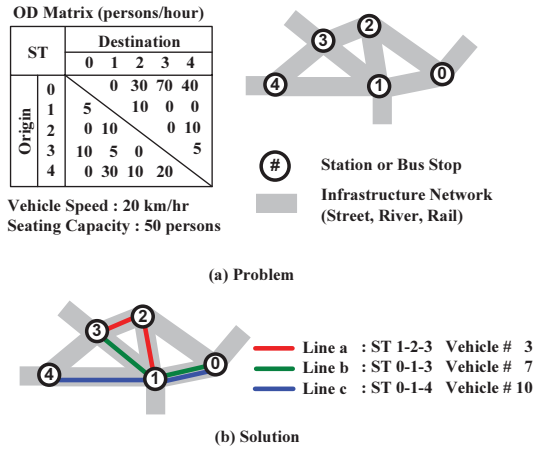 OD Matrix (persons/hour)
ST Destination
0 1 2 3 4
Origin
0 0 30 70 40
1 5 10 0 0
2 0 10 0 10
3 10 5 0 5
4 0 30 10 20
Vehicle Speed : 20 km/hr
Seating Capacity : 50 persons
2
3
0
4
1
# Station or Bus Stop
Infrastructure Network
(Street, River, Rail)
(a) Problem
2
3
0
4
1
Line a : ST 1-2-3 Vehicle # 3
Line b : ST 0-1-3 Vehicle # 7
Line c : ST 0-1-4 Vehicle # 10
(b) Solution